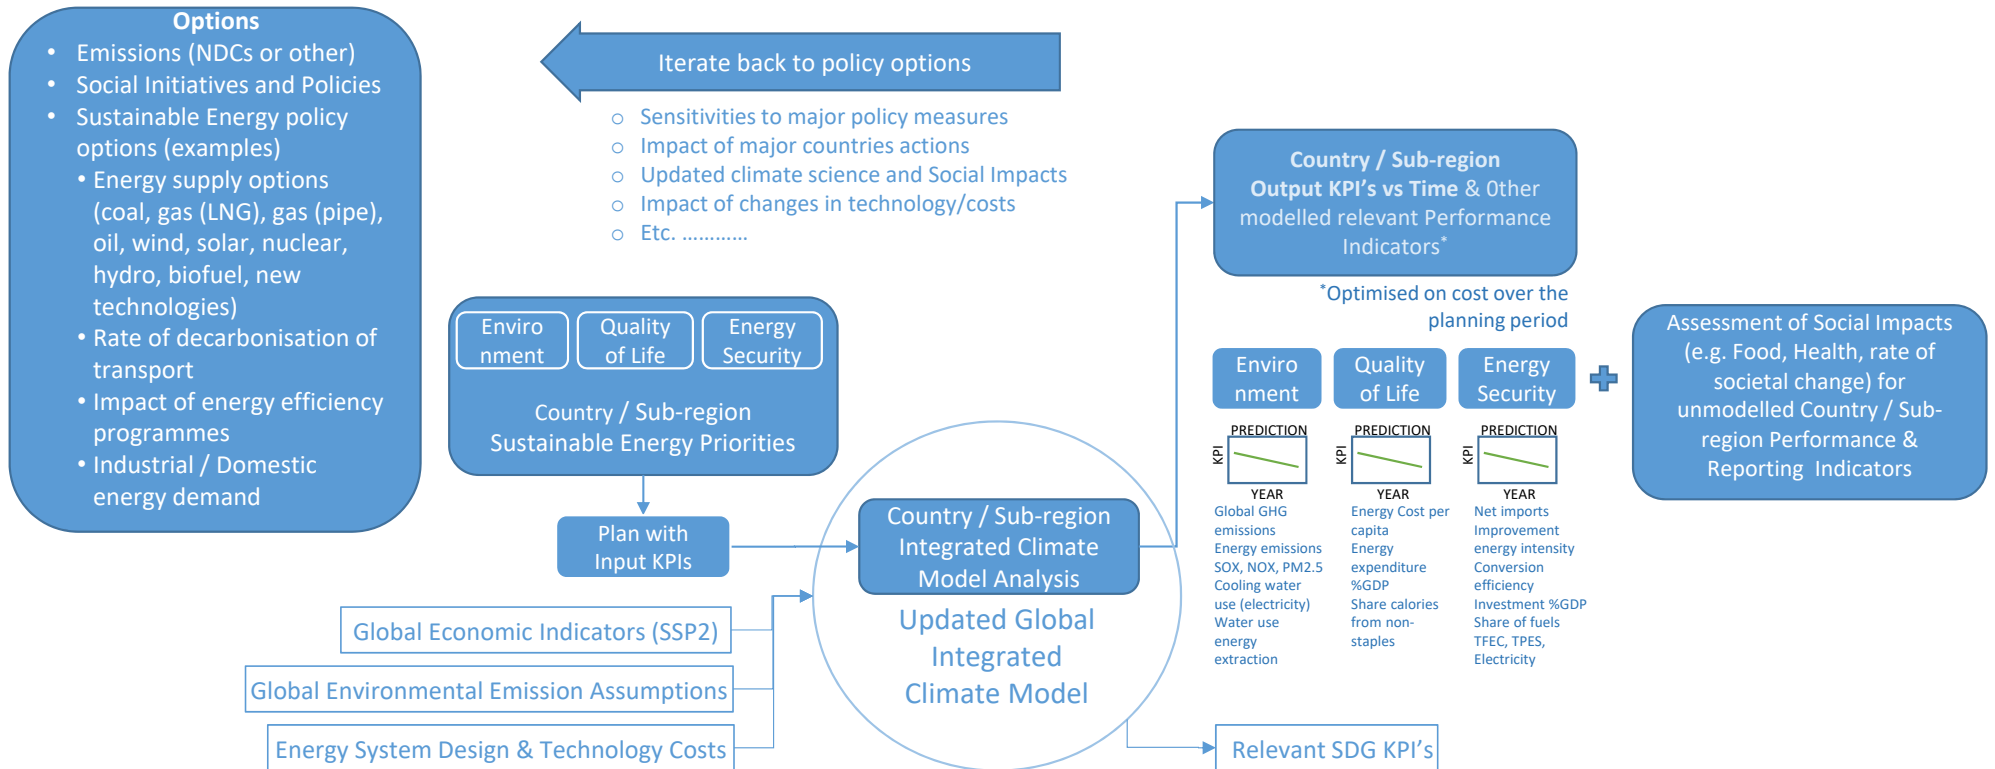 Options
• Emissions (NDCs or other)
• Social Initiatives and Policies
• Sustainable Energy policy
options (examples)
• Energy supply options
(coal, gas (LNG), gas (pipe),
oil, wind, solar, nuclear,
hydro, biofuel, new
technologies)
• Rate of decarbonisation of
transport
• Impact of energy efficiency
programmes
• Industrial / Domestic
energy demand
Iterate back to policy options
o Sensitivities to major policy measures
o Impact of major countries actions
o Updated climate science and Social Impacts
o Impact of changes in technology/costs
o Etc. …………
Enviro
nment
Quality
of Life
Energy
Security
Country / Sub-region
Sustainable Energy Priorities
Plan with
Input KPIs
Global Economic Indicators (SSP2)
Global Environmental Emission Assumptions
Energy System Design & Technology Costs
Country / Sub-region
Integrated Climate
Model Analysis
Updated Global
Integrated
Climate Model
Country / Sub-region
Output KPI's vs Time & 0ther
modelled relevant Performance
Indicators*
*Optimised on cost over the
planning period
Enviro
nment
Quality
of Life
Energy
Security
PREDICTION
KPI
YEAR
PREDICTION
KPI
YEAR
PREDICTION
KPI
YEAR
Global GHG
emissions
Energy emissions
SOX, NOX, PM2.5
Cooling water
use (electricity)
Water use
energy
extraction
Energy Cost per
capita
Energy
expenditure
%GDP
Share calories
from non-
staples
Net imports
Improvement
energy intensity
Conversion
efficiency
Investment %GDP
Share of fuels
TFEC, TPES,
Electricity
Assessment of Social Impacts
(e.g. Food, Health, rate of
societal change) for
unmodelled Country / Sub-
region Performance &
Reporting Indicators
Relevant SDG KPI's